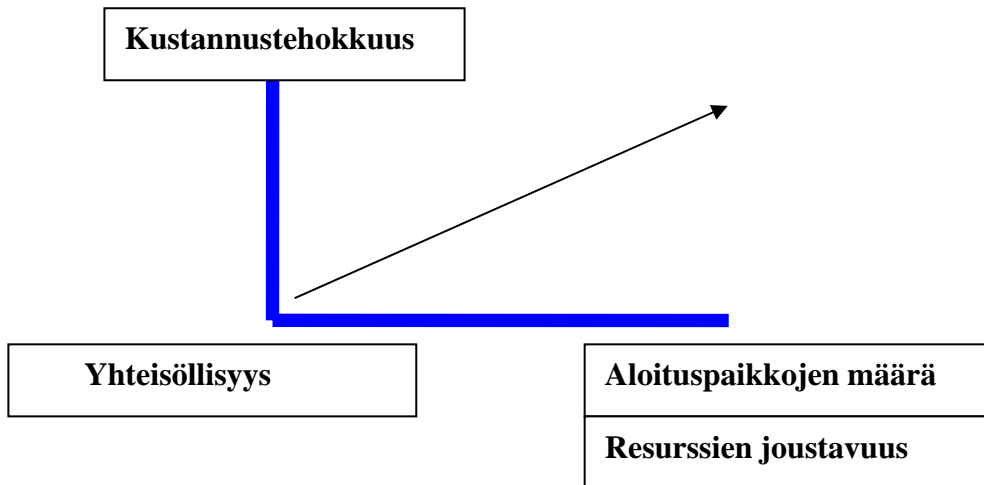 Kustannustehokkuus
Yhteisöllisyys
Aloituspaikkojen määrä
Resurssien joustavuus